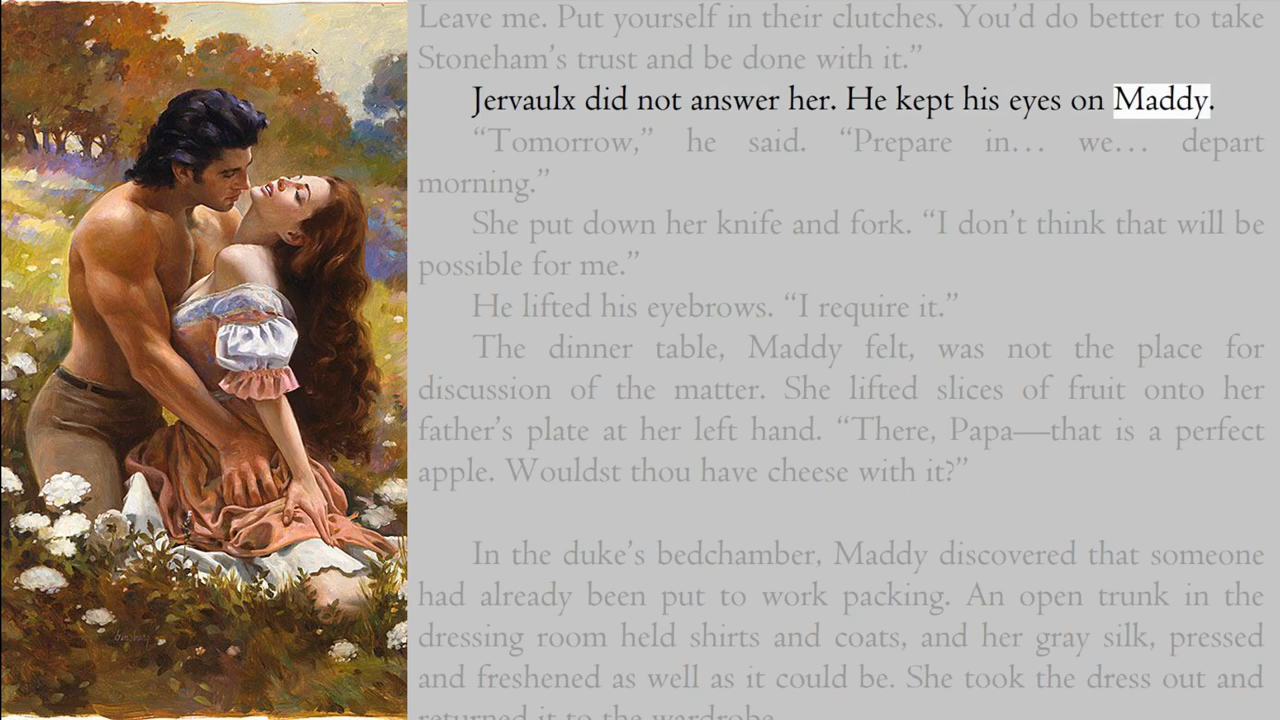 Leave me. Put yourself in their clutches. You’d do better to take
Stoneham’s trust and be done with it.”
Jervaulx did not answer her. He kept his eyes on Maddy.
“Tomorrow,” he said. “Prepare in… we… depart
morning.”
She put down her knife and fork. “I don’t think that will be
possible for me.”
He lifted his eyebrows. “I require it.”
The dinner table, Maddy felt, was not the place for
discussion of the matter. She lifted slices of fruit onto her
father’s plate at her left hand. “There, Papa—that is a perfect
apple. Wouldst thou have cheese with it?”
In the duke’s bedchamber, Maddy discovered that someone
had already been put to work packing. An open trunk in the
dressing room held shirts and coats, and her gray silk, pressed
and freshened as well as it could be. She took the dress out and
returned it to the wardrobe.